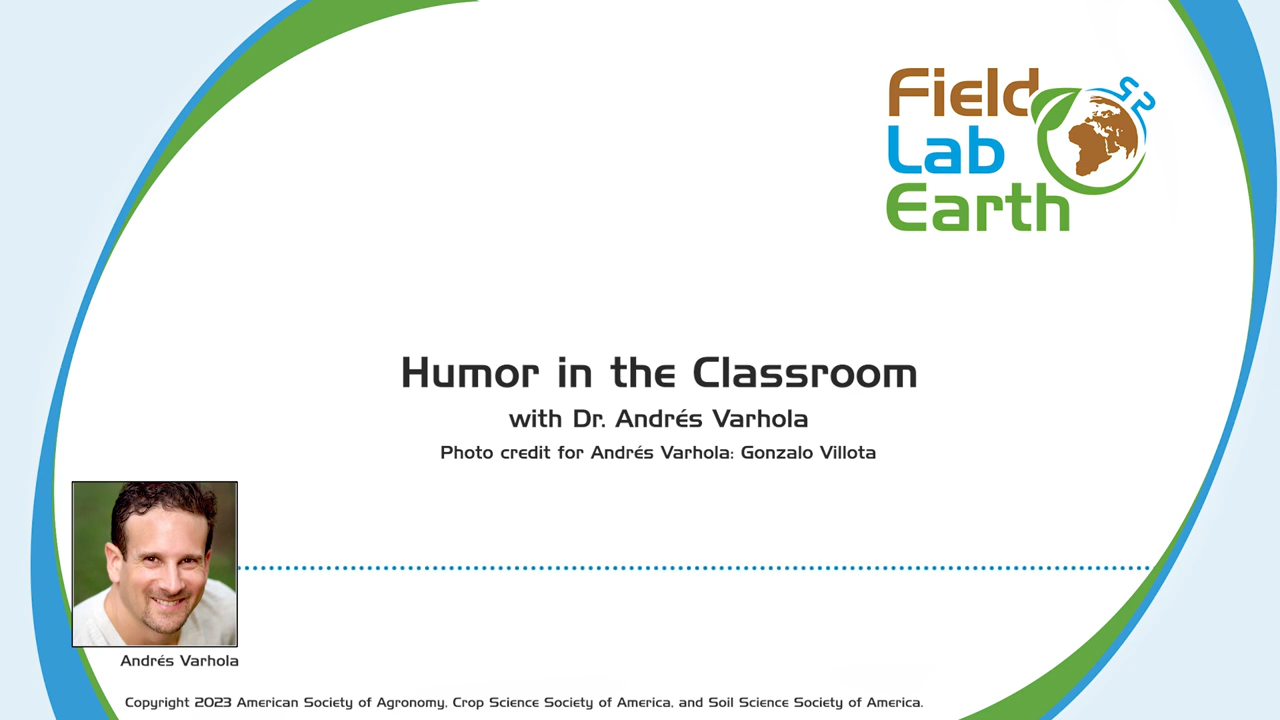 Field
Lab
Earth
Humor in the Classroom
with Dr. Andrés Varhola
Photo credit for Andrés Varhola: Gonzalo Villota
Andrés Varhola
Copyright 2023 American Society of Agronomy, Crop Science Society of America, and Soil Science Society of America.